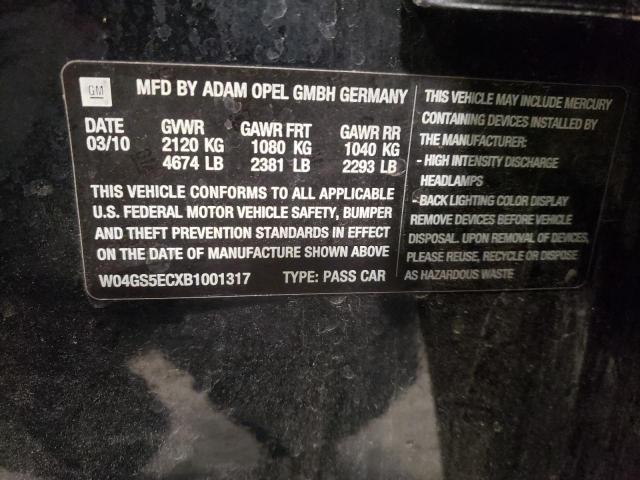 GM
MFD BY ADAM OPEL GMBH GERMANY
DATE GVWR GAWR FRT GAWR RR
03/10 2120 KG 1080 KG 1040 KG
4674 LB 2381 LB 2293 LB
THIS VEHICLE CONFORMS TO ALL APPLICABLE
U.S. FEDERAL MOTOR VEHICLE SAFETY, BUMPER
AND THEFT PREVENTION STANDARDS IN EFFECT
ON THE DATE OF MANUFACTURE SHOWN ABOVE
W04GS5ECXB1001317 TYPE: PASS CAR
THIS VEHICLE MAY INCLUDE MERCURY
CONTAINING DEVICES INSTALLED BY
THE MANUFACTURER:
- HIGH INTENSITY DISCHARGE
HEADLAMPS
- BACK LIGHTING COLOR DISPLAY
REMOVE DEVICES BEFORE VEHICLE
DISPOSAL. UPON REMOVAL OF DEVICES,
PLEASE REUSE, RECYCLE OR DISPOSE
AS HAZARDOUS WASTE